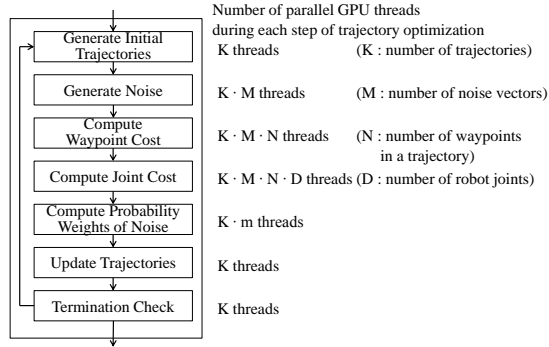 Number of parallel GPU threads
during each step of trajectory optimization
Generate Initial
Trajectories
K threads
(K : number of trajectories)
Generate Noise
K · M threads
(M : number of noise vectors)
Compute
Waypoint Cost
K · M · N threads
(N : number of waypoints
in a trajectory)
Compute Joint Cost
K · M · N · D threads (D : number of robot joints)
Compute Probability
Weights of Noise
K · m threads
Update Trajectories
K threads
Termination Check
K threads